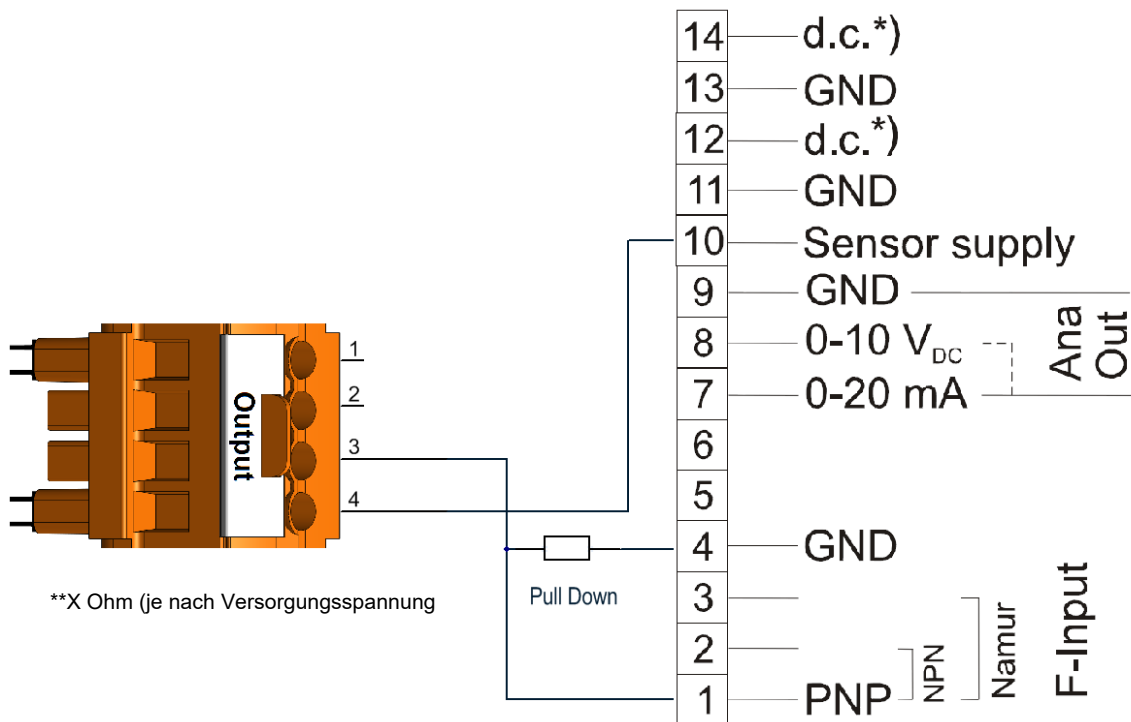 14 d.c.*)
13 GND
12 d.c.*)
11 GND
10 Sensor supply
9 GND
8 0-10 VDC
7 0-20 mA
Ana
Out
6
5
4 GND
3
2
1 PNP
NPN
Namur
F-Input
Output
1
2
3
4
Pull Down
**X Ohm (je nach Versorgungsspannung